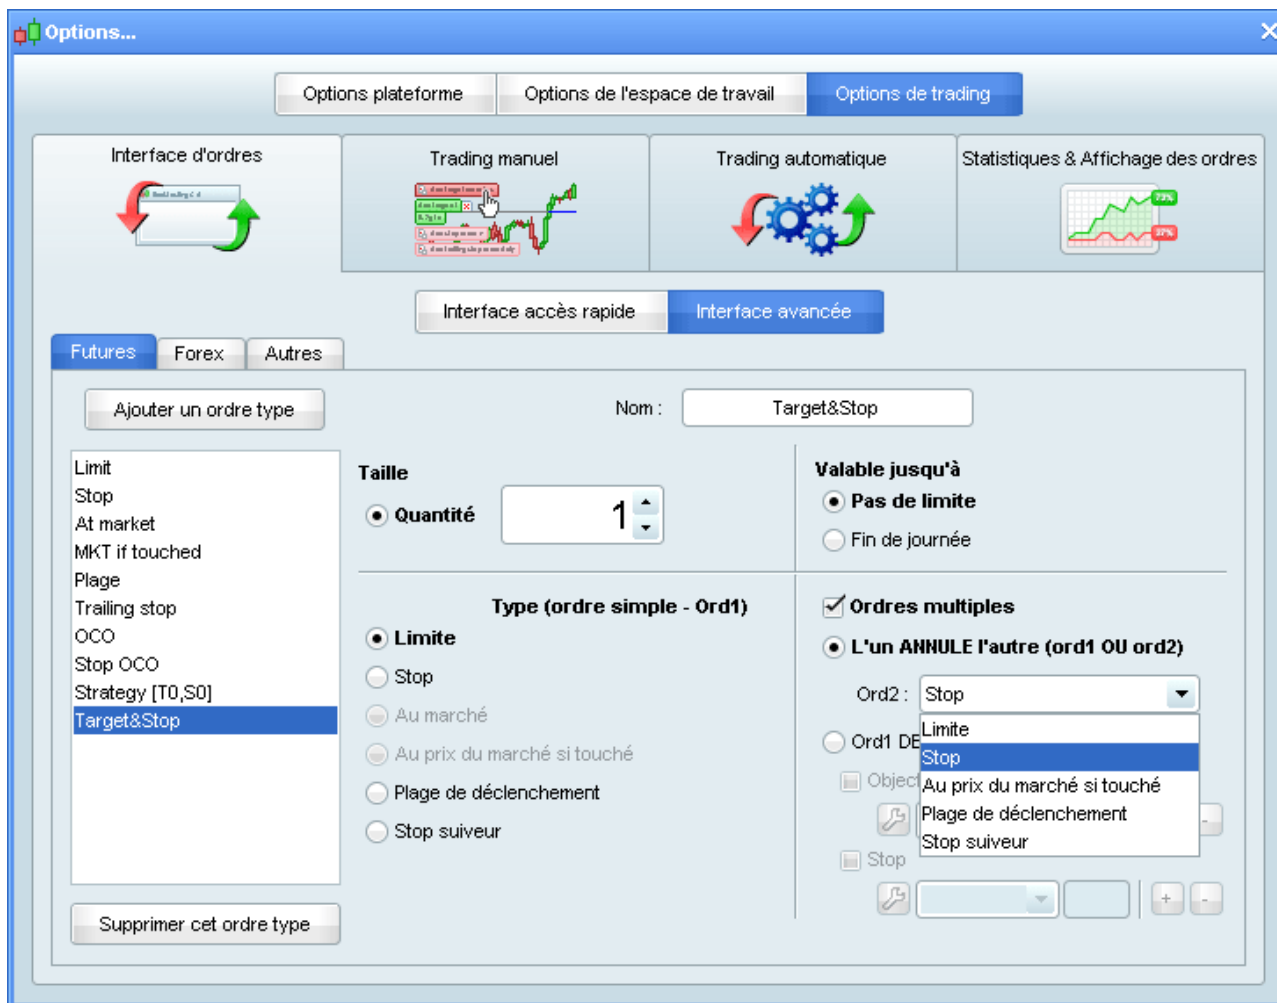 Options...
Options plateforme
Options de l'espace de travail
Options de trading
Interface d'ordres
Trading manuel
Trading automatique
Statistiques & Affichage des ordres
73%
37%
Interface accès rapide
Interface avancée
Futures
Forex
Autres
Ajouter un ordre type
Nom :
Target&Stop
Limit
Stop
At market
MKT if touched
Plage
Trailing stop
OCO
Stop OCO
Strategy [T0,S0]
Target&Stop
Supprimer cet ordre type
Taille
Quantité
1
Valable jusqu'à
Pas de limite
Fin de journée
Type (ordre simple - Ord1)
Limite
Stop
Au marché
Au prix du marché si touché
Plage de déclenchement
Stop suiveur
Ordres multiples
L'un ANNULE l'autre (ord1 OU ord2)
Ord2 :
Stop
Limite
Stop
Au prix du marché si touché
Plage de déclenchement
Stop suiveur
Ord1 DE
Object
-
Stop
+
-